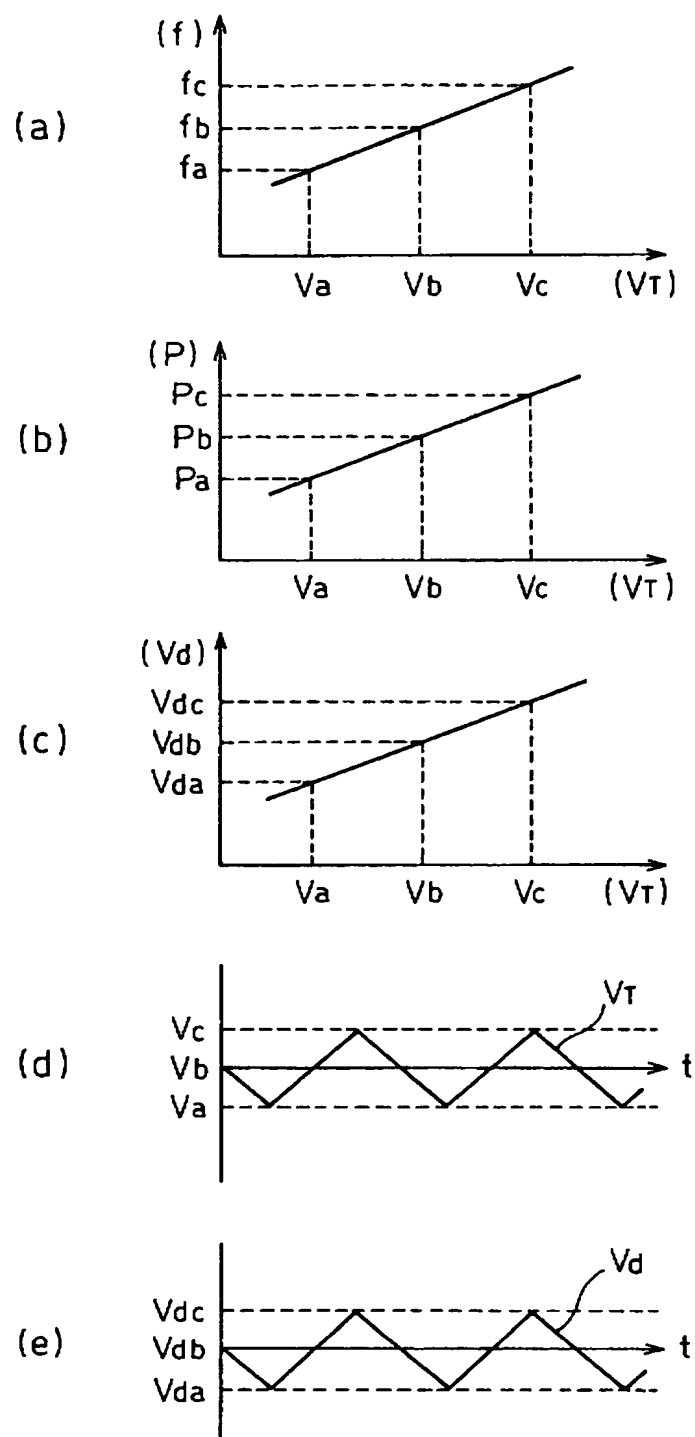 (f)
fc
(a)
fb
fa
Va Vb Vc (VT)
(P)
Pc
(b)
Pb
Pa
Va Vb Vc (VT)
(Vd)
Vdc
(c)
Vdb
Vda
Va Vb Vc (VT)
VT
Vc
(d)
Vb
t
Va
Vd
Vdc
(e)
Vdb
t
Vda